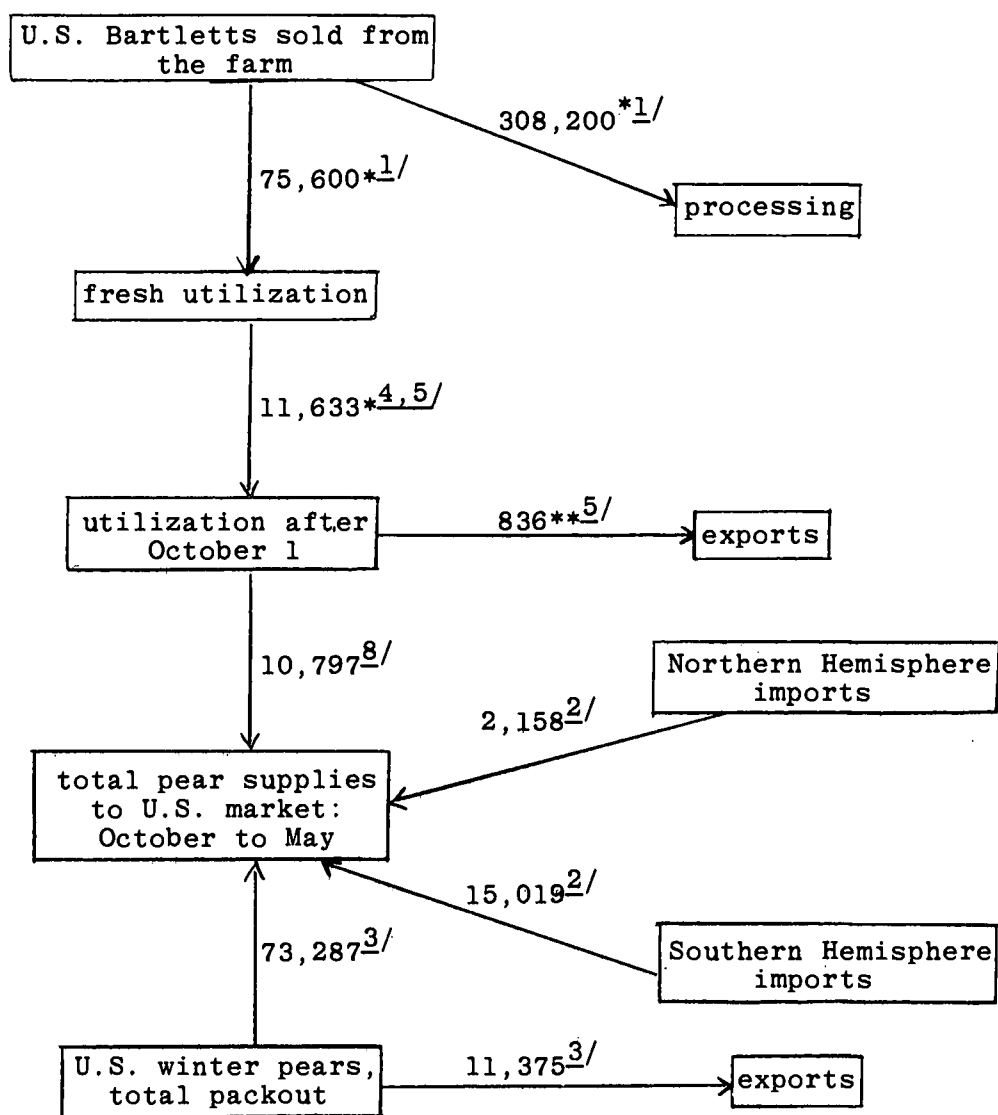 U.S. Bartletts sold from
the farm
308,200*1/
75,600*1/
processing
fresh utilization
11,633*4,5/
utilization after
October 1
836**5/
exports
10,797 8/
Northern Hemisphere
imports
2,158 2/
total pear supplies
to U.S. market:
October to May
15,019 2/
73,287 3/
Southern Hemisphere
imports
U.S. winter pears,
total packout
11,375 3/
exports